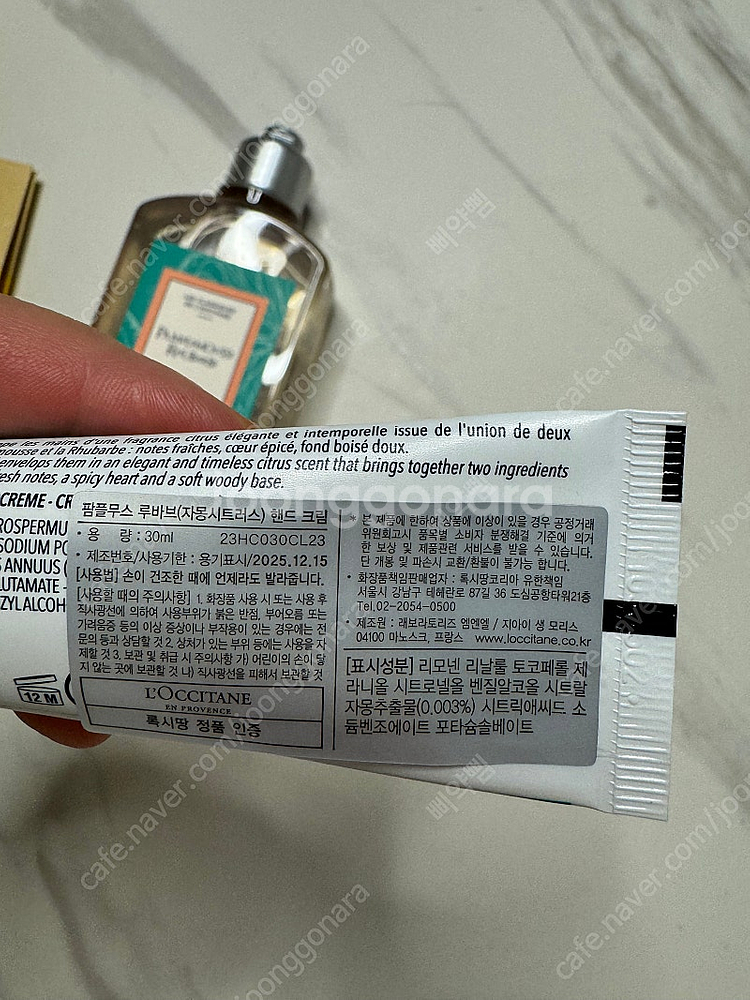 cafe.naver.com/joonggonara
삐약삥
PAMPLEMOUSSE
RHUBARBE
les mains d'une fragrance citrus élégante et intemporelle issue de l'union de deux
mousse et la Rhubarbe : notes fraîches, cœur épicé, fond boisé doux.
envelops them in an elegant and timeless citrus scent that brings together two ingredients
esh notes, a spicy heart and a soft woody base.
CREME - CR
ROSPERMU
SODIUM PO
S ANNUUS (
LUTAMATE -
ZYL ALCOH
12 M
팜플무스 루바브(자몽시트러스) 핸드 크림
• 용 량 : 30ml 23HC030CL23
• 제조번호/사용기한 : 용기표시/2025.12.15
[사용법] 손이 건조한 때에 언제라도 발라줍니다.
[사용할 때의 주의사항] 1. 화장품 사용 시 또는 사용 후
직사광선에 의하여 사용부위가 붉은 반점, 부어오름 또는
가려움증 등의 이상 증상이나 부작용이 있는 경우에는 전
문의 등과 상담할 것 2. 상처가 있는 부위 등에는 사용을 자
제할 것 3. 보관 및 취급 시 주의사항 가) 어린이의 손이 닿
지 않는 곳에 보관할 것 나) 직사광선을 피해서 보관할 것
L'OCCITANE
EN PROVENCE
록시땅 정품 인증
* 본 제품에 한하여 상품에 이상이 있을 경우 공정거래
위원회고시 품목별 소비자 분쟁해결 기준에 의거
한 보상 및 제품관련 서비스를 받을 수 있습니다.
단 개봉 및 파손시 교환/환불이 불가능 합니다.
• 화장품책임판매업자 : 록시땅코리아 유한책임
서울시 강남구 테헤란로 87길 36 도심공항타워21층
Tel.02-2054-0500
• 제조원 : 래보라토리즈 엠엔엘 / 지아이 생 모리스
04100 마노스크, 프랑스 www.loccitane.co.kr
[표시성분] 리모넨 리날룰 토코페롤 제
라니올 시트로넬올 벤질알코올 시트랄
자몽추출물(0.003%) 시트릭애씨드 소
듐벤조에이트 포타슘솔베이트